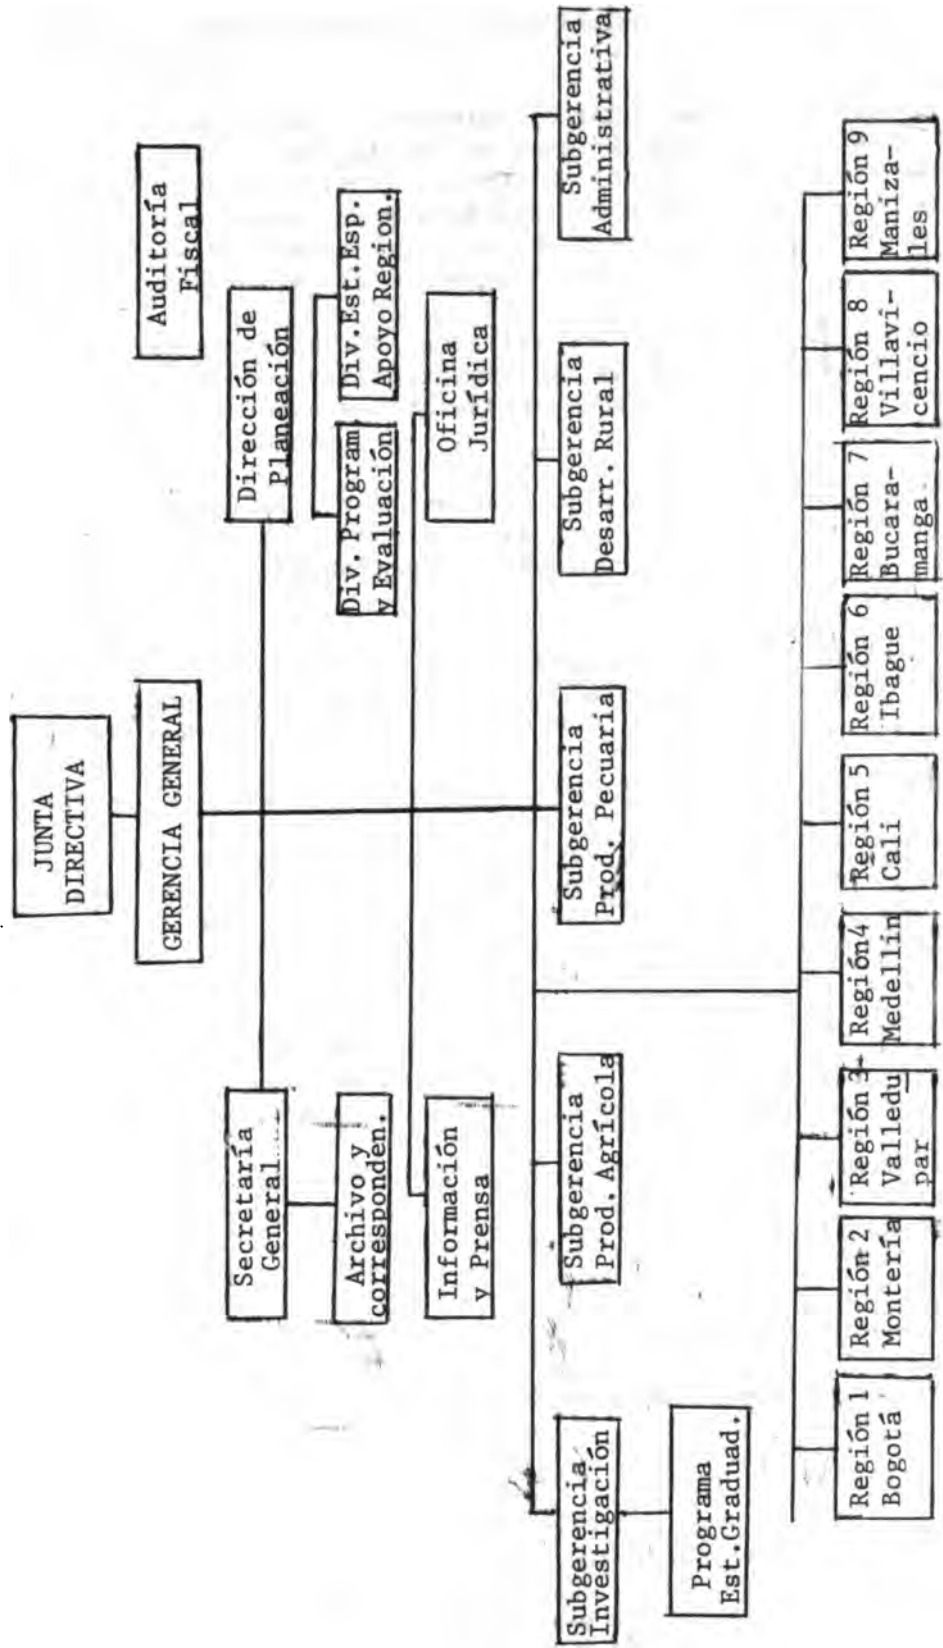 JUNTA
DIRECTIVA
GERENCIA GENERAL
Auditoría
Fiscal
Secretaría
General
Dirección de
Planeación
Archivo y
corresponden.
Div. Program
y Evaluación
Div.Est.Esp.
Apoyo Region.
Información
y Prensa
Oficina
Jurídica
Subgerencia
Investigación
Subgerencia
Prod. Agrícola
Subgerencia
Prod. Pecuaria
Subgerencia
Desarr. Rural
Subgerencia
Administrativa
Programa
Est.Graduad.
Región 1
Bogotá
Región 2
Montería
Región 3
Valledu
par
Región4
Medellín
Región 5
Cali
Región 6
Ibague
Región 7
Bucara-
manga.
Región 8
Villavi-
cencio
Región 9
Maniza-
les